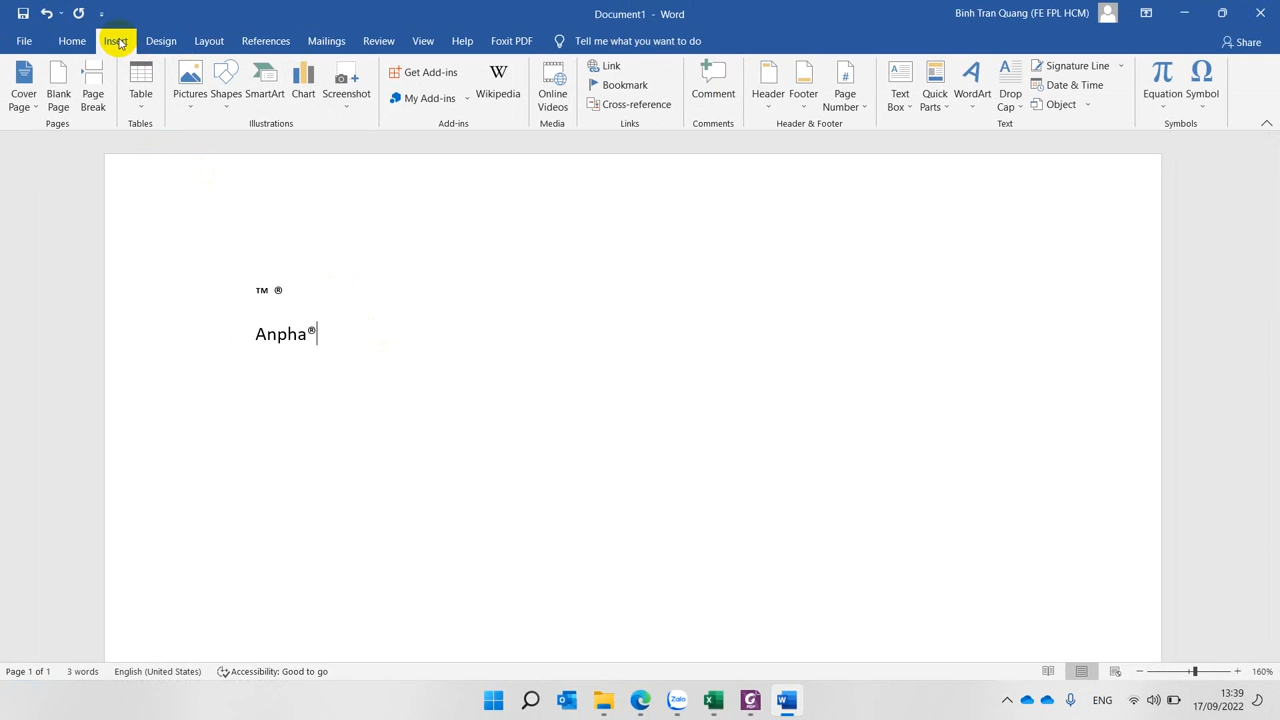 Document1 - Word
Binh Tran Quang (FE FPL HCM)
File Home Insert Design Layout References Mailings Review View Help Foxit PDF Tell me what you want to do Share
Cover Page
Blank Page
Page Break
Table
Pictures
Shapes
SmartArt
Chart
Screenshot
Get Add-ins
My Add-ins
W
Wikipedia
Online Videos
Link
Bookmark
Cross-reference
Comment
Header
Footer
Page Number
Text Box
Quick Parts
WordArt
Drop Cap
Signature Line
Date & Time
Object
Equation
Symbol
Pages Tables Illustrations Add-ins Media Links Comments Header & Footer Text Symbols
™ ®
Anpha®
Page 1 of 1 3 words English (United States) Accessibility: Good to go 160%
Zalo
ENG
13:39
17/09/2022